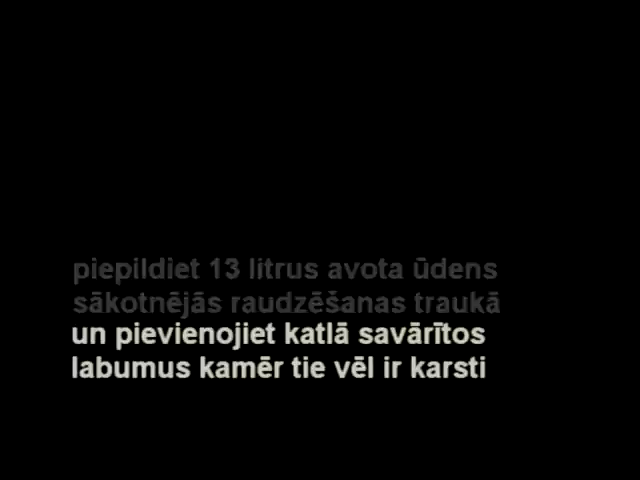 piepildiet 13 litrus avota ūdens
sākotnējās raudzēšanas traukā
un pievienojiet katlā savārītos
labumus kamēr tie vēl ir karsti